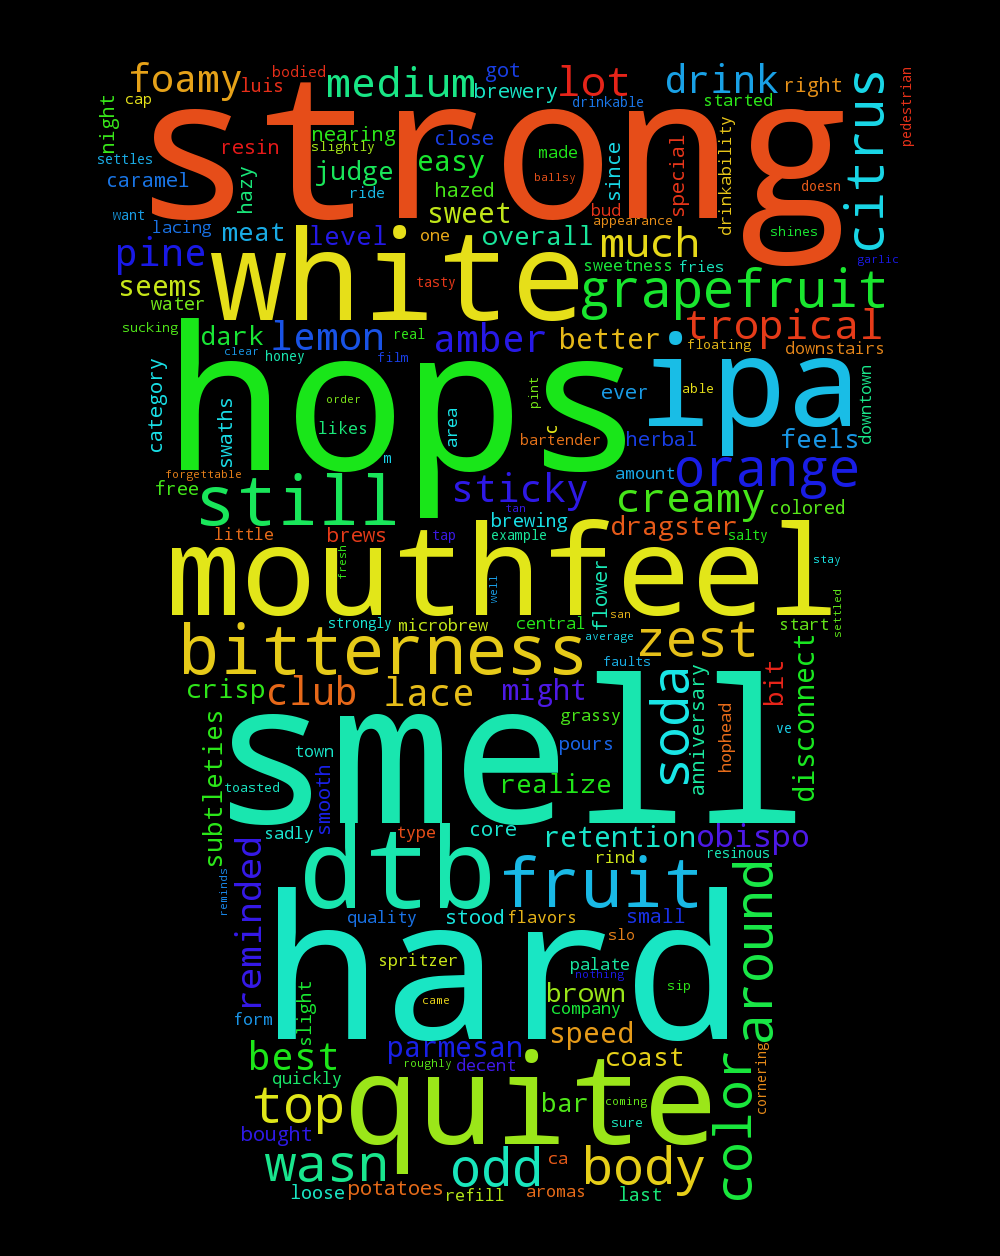 bodied
foamy
luis
medium
got
brewery
lot
drink
right
citrus
pedestrian
cap
night
strong
drinkable
started
nearing
slightly
close
made
since
special
drinkability
resin
settles
caramel
hazy
judge
easy
ride
hazed
ballsy
doesn
want
lacing
sweet
bud
appearance
shines
meat
level
one
overall
much
garlic
pine
white
sweetness
fries
seems
tasty
grapefruit
water
sucking
dark
lemon
real
amber
better
tropical
floating
downstairs
clear
honey
film
category
hops
ipa
pint
ever
able
downtown
order
swaths
likes
area
c
bartender
herbal
feels
m
forgettable
free
still
sticky
amount
orange
tan
creamy
colored
brewing
little
brews
tap
example
dragster
salty
fresh
mouthfeel
stay
well
flower
settled
strongly
microbrew
central
san
start
bitterness
average
zest
faults
crisp
club
lace
might
soda
anniversary
bit
disconnect
subtleties
smell
grassy
hophead
town
pours
ve
toasted
smooth
realize
sadly
type
core
retention
obispo
reminded
dtb
rind
resinous
reminds
fruit
around
quality
stood
flavors
small
hard
slo
spritzer
palate
nothing
came
brown
sip
form
slight
company
speed
best
parmesan
coast
color
cornering
quickly
roughly
decent
top
quite
bar
coming
sure
bought
wasn
odd
ca
body
loose
potatoes
refill
aromas
last